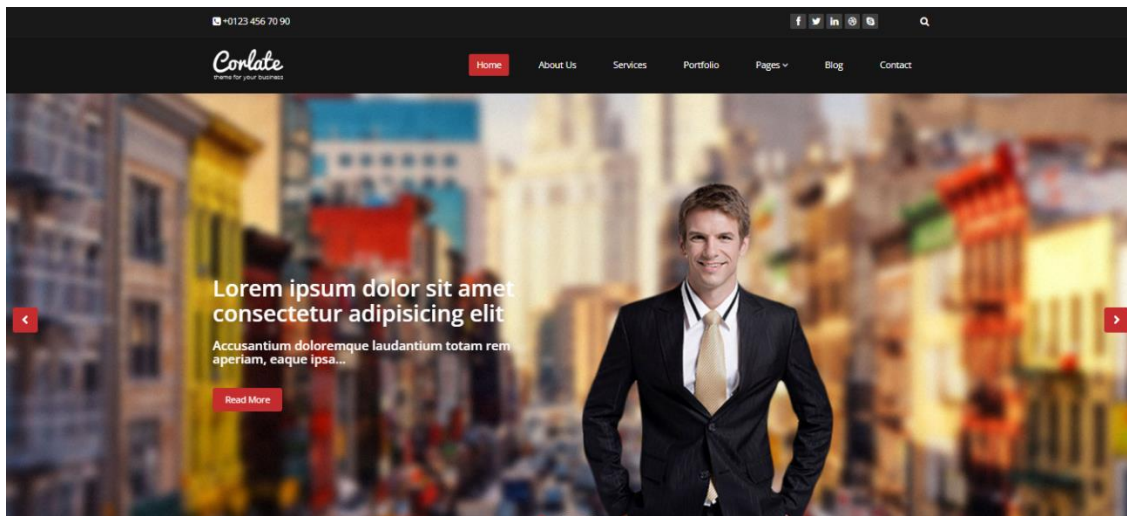 +0123 456 70 90
Corlate
theme for your business
Home About Us Services Portfolio Pages Blog Contact
Lorem ipsum dolor sit amet
consectetur adipisicing elit
Accusantium doloremque laudantium totam rem
aperiam, eaque ipsa...
Read More